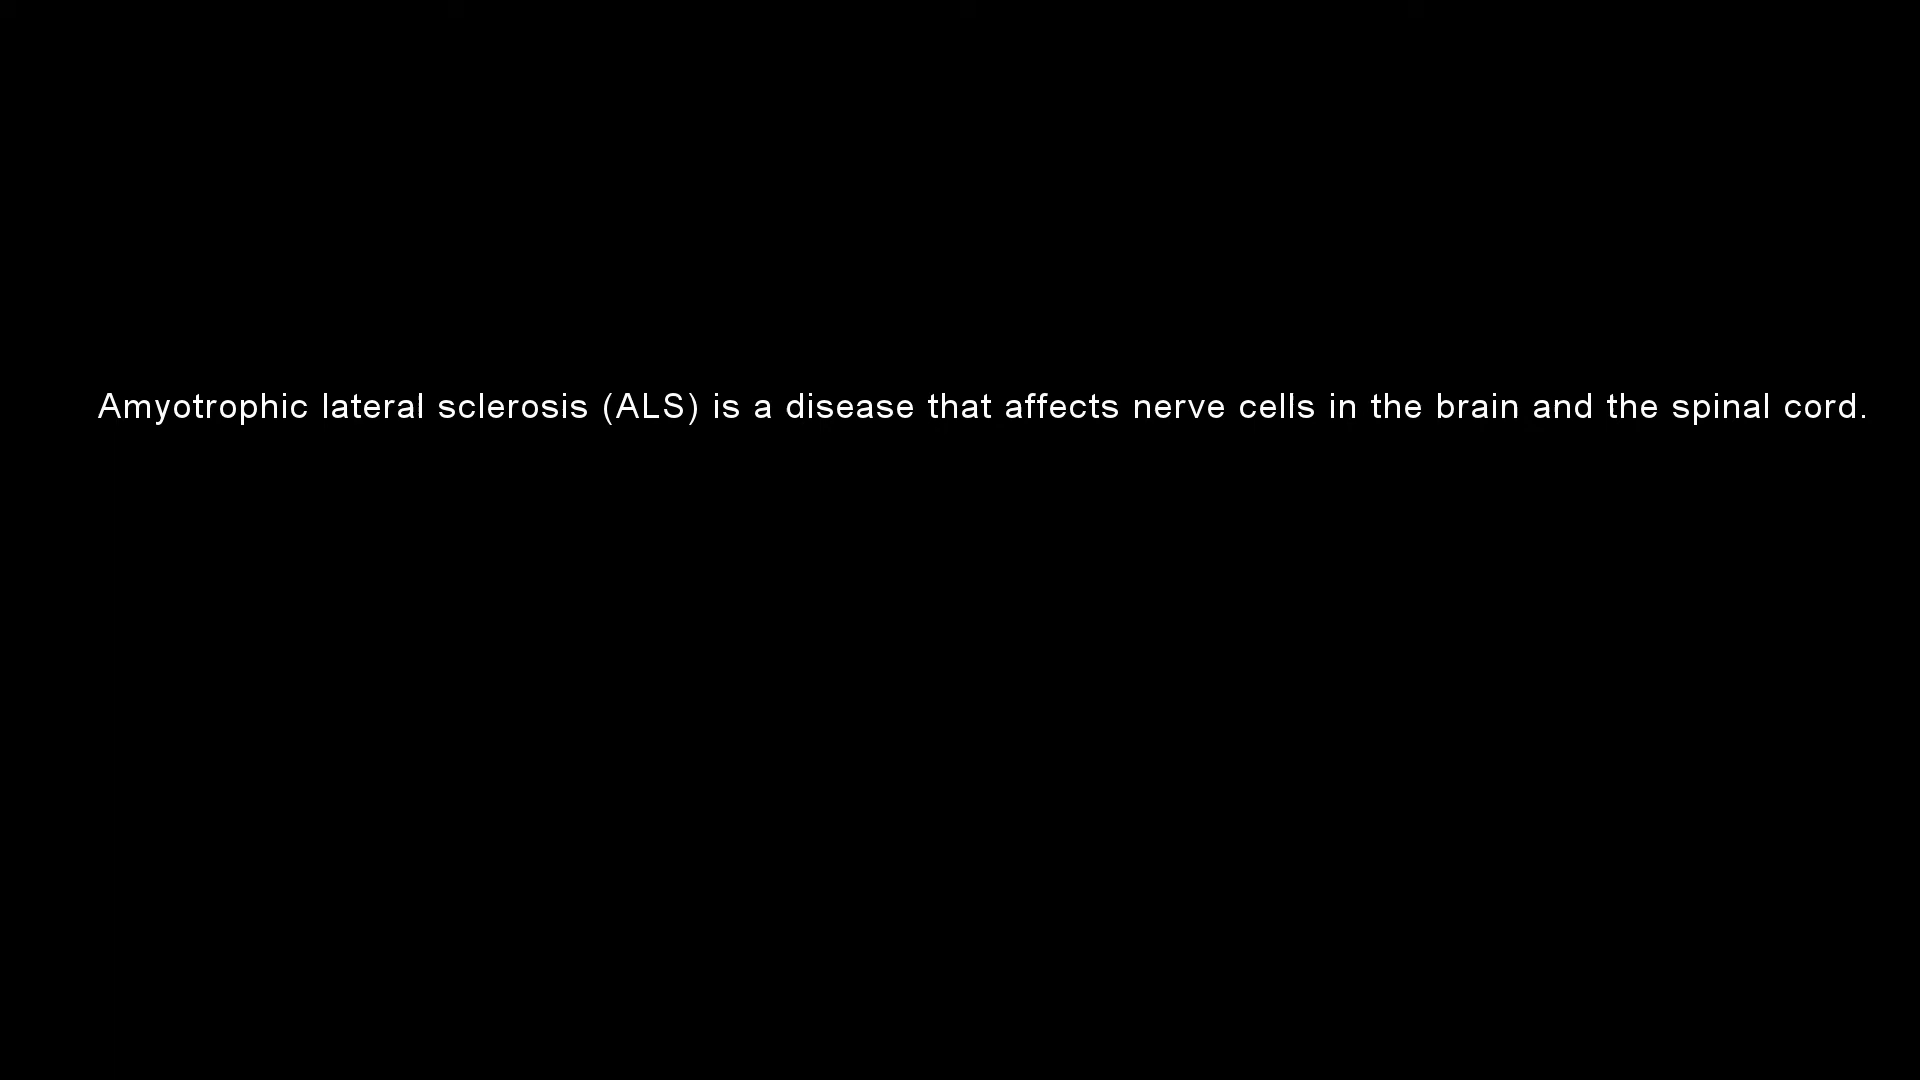 Amyotrophic lateral sclerosis (ALS) is a disease that affects nerve cells in the brain and the spinal cord.